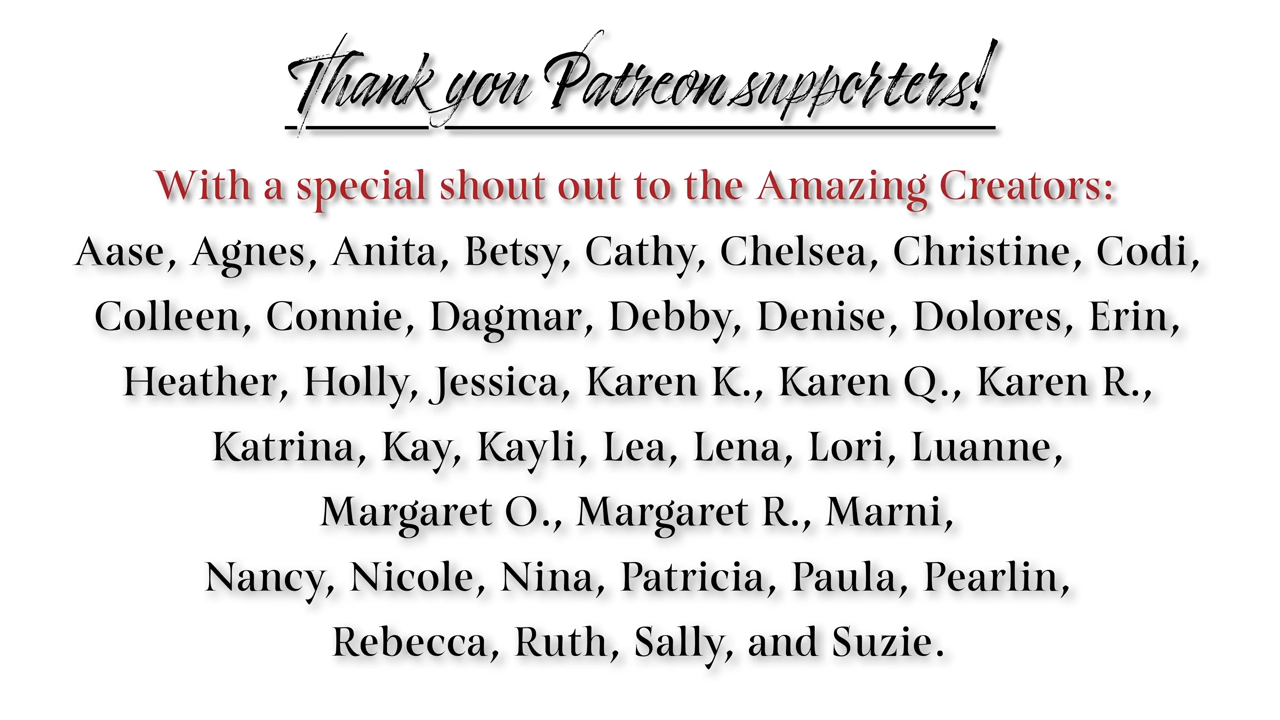 Thank you Patreon supporters!
With a special shout out to the Amazing Creators:
Aase, Agnes, Anita, Betsy, Cathy, Chelsea, Christine, Codi,
Colleen, Connie, Dagmar, Debby, Denise, Dolores, Erin,
Heather, Holly, Jessica, Karen K., Karen Q., Karen R.,
Katrina, Kay, Kayli, Lea, Lena, Lori, Luanne,
Margaret O., Margaret R., Marni,
Nancy, Nicole, Nina, Patricia, Paula, Pearlin,
Rebecca, Ruth, Sally, and Suzie.